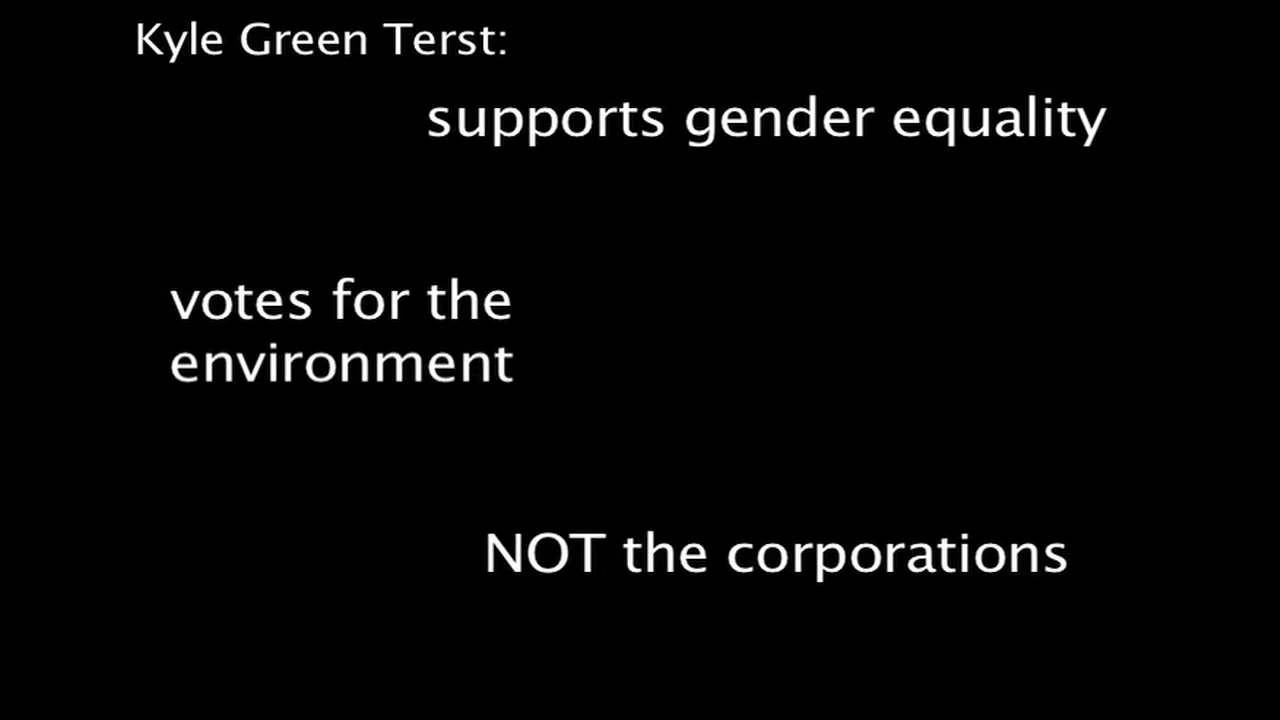 Kyle Green Terst:
supports gender equality
votes for the
environment
NOT the corporations